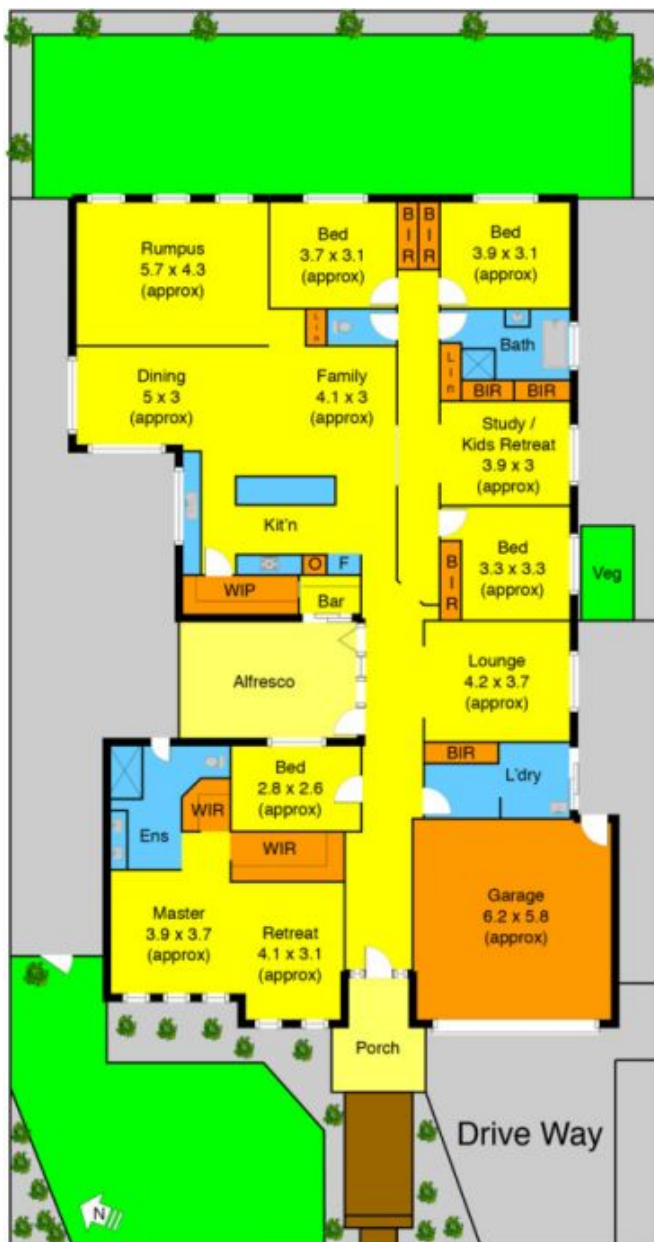 Rumpus
5.7 x 4.3
(approx)
Bed
3.7 x 3.1
(approx)
BIR
BIR
Bed
3.9 x 3.1
(approx)
Lin
Bath
Dining
5 x 3
(approx)
Family
4.1 x 3
(approx)
Lin
BIR
BIR
Study /
Kids Retreat
3.9 x 3
(approx)
Kit'n
O
F
WIP
Bar
BIR
Bed
3.3 x 3.3
(approx)
Veg
Alfresco
Lounge
4.2 x 3.7
(approx)
Bed
2.8 x 2.6
(approx)
BIR
L'dry
WIR
Ens
WIR
Master
3.9 x 3.7
(approx)
Retreat
4.1 x 3.1
(approx)
Garage
6.2 x 5.8
(approx)
Porch
Drive Way
N